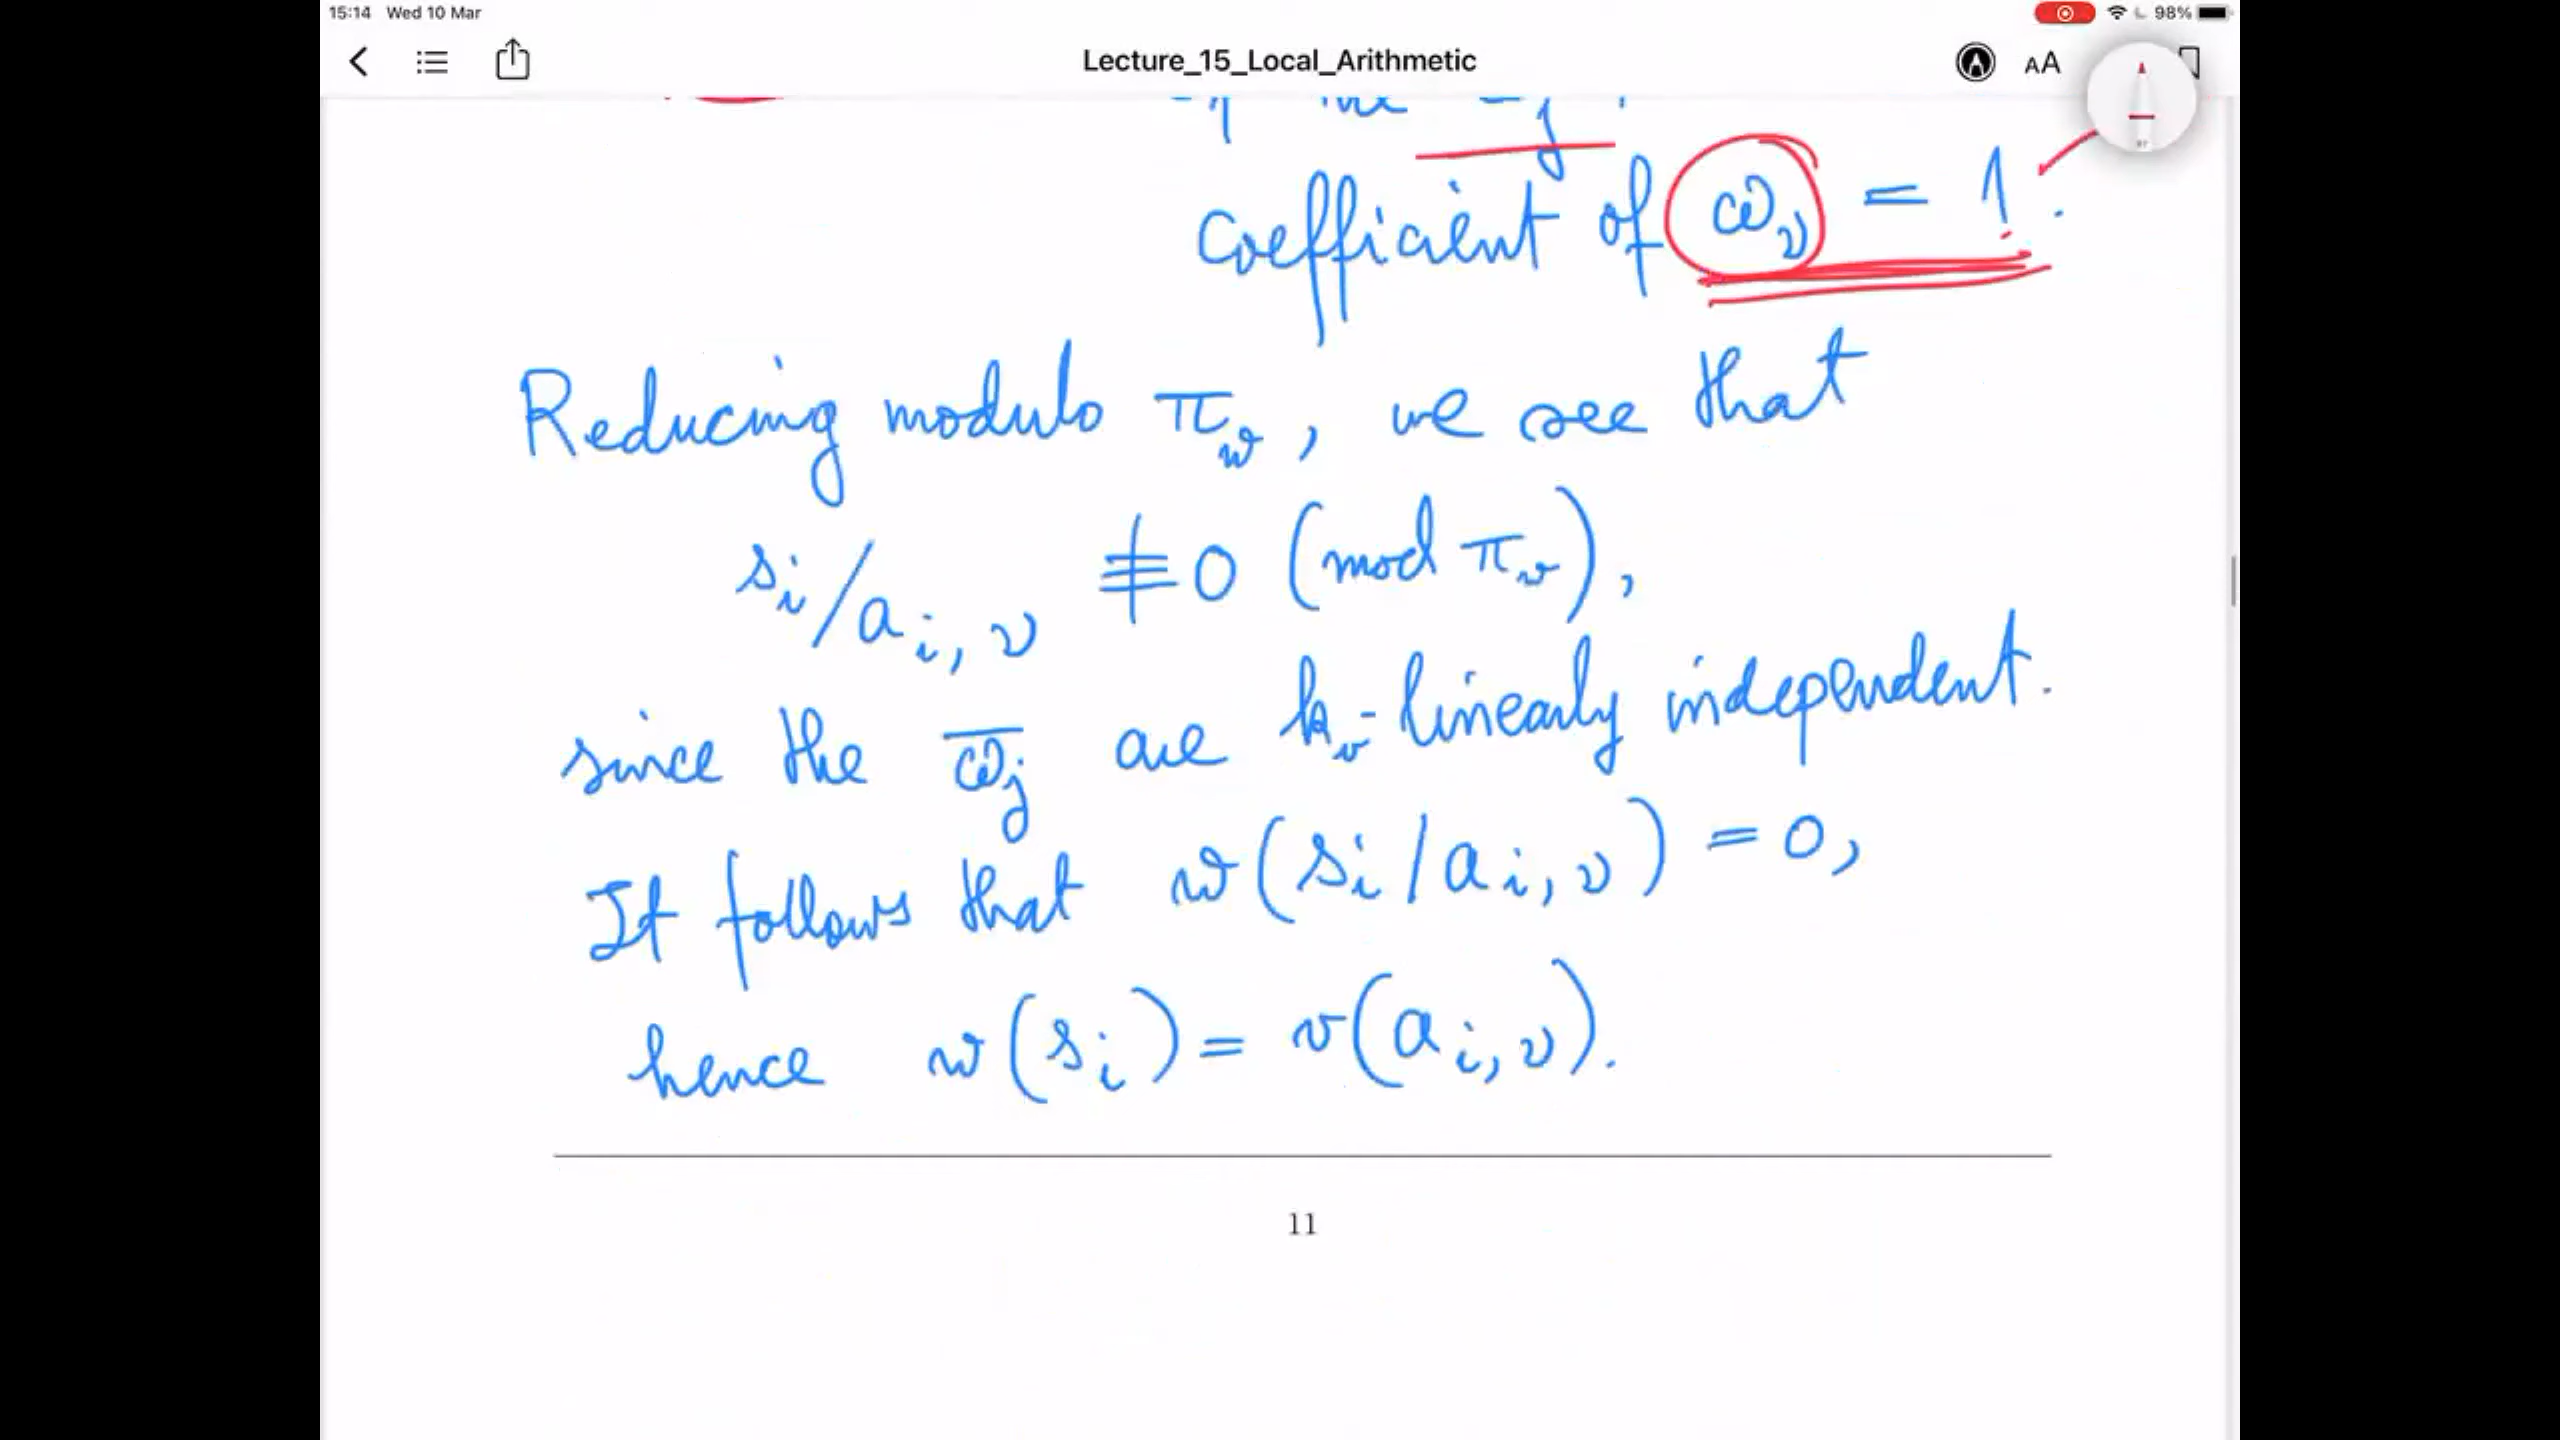 15:14 Wed 10 Mar 98%
Lecture_15_Local_Arithmetic
AA
the
coefficient of ω_ν = 1.
Reducing modulo π_w, we see that
s_i/a_{i,ν} ≢ 0 (mod π_w),
since the ω̄_j are k_v-linearly independent.
It follows that w(s_i/a_{i,ν}) = 0,
hence w(s_i) = v(a_{i,ν}).
11